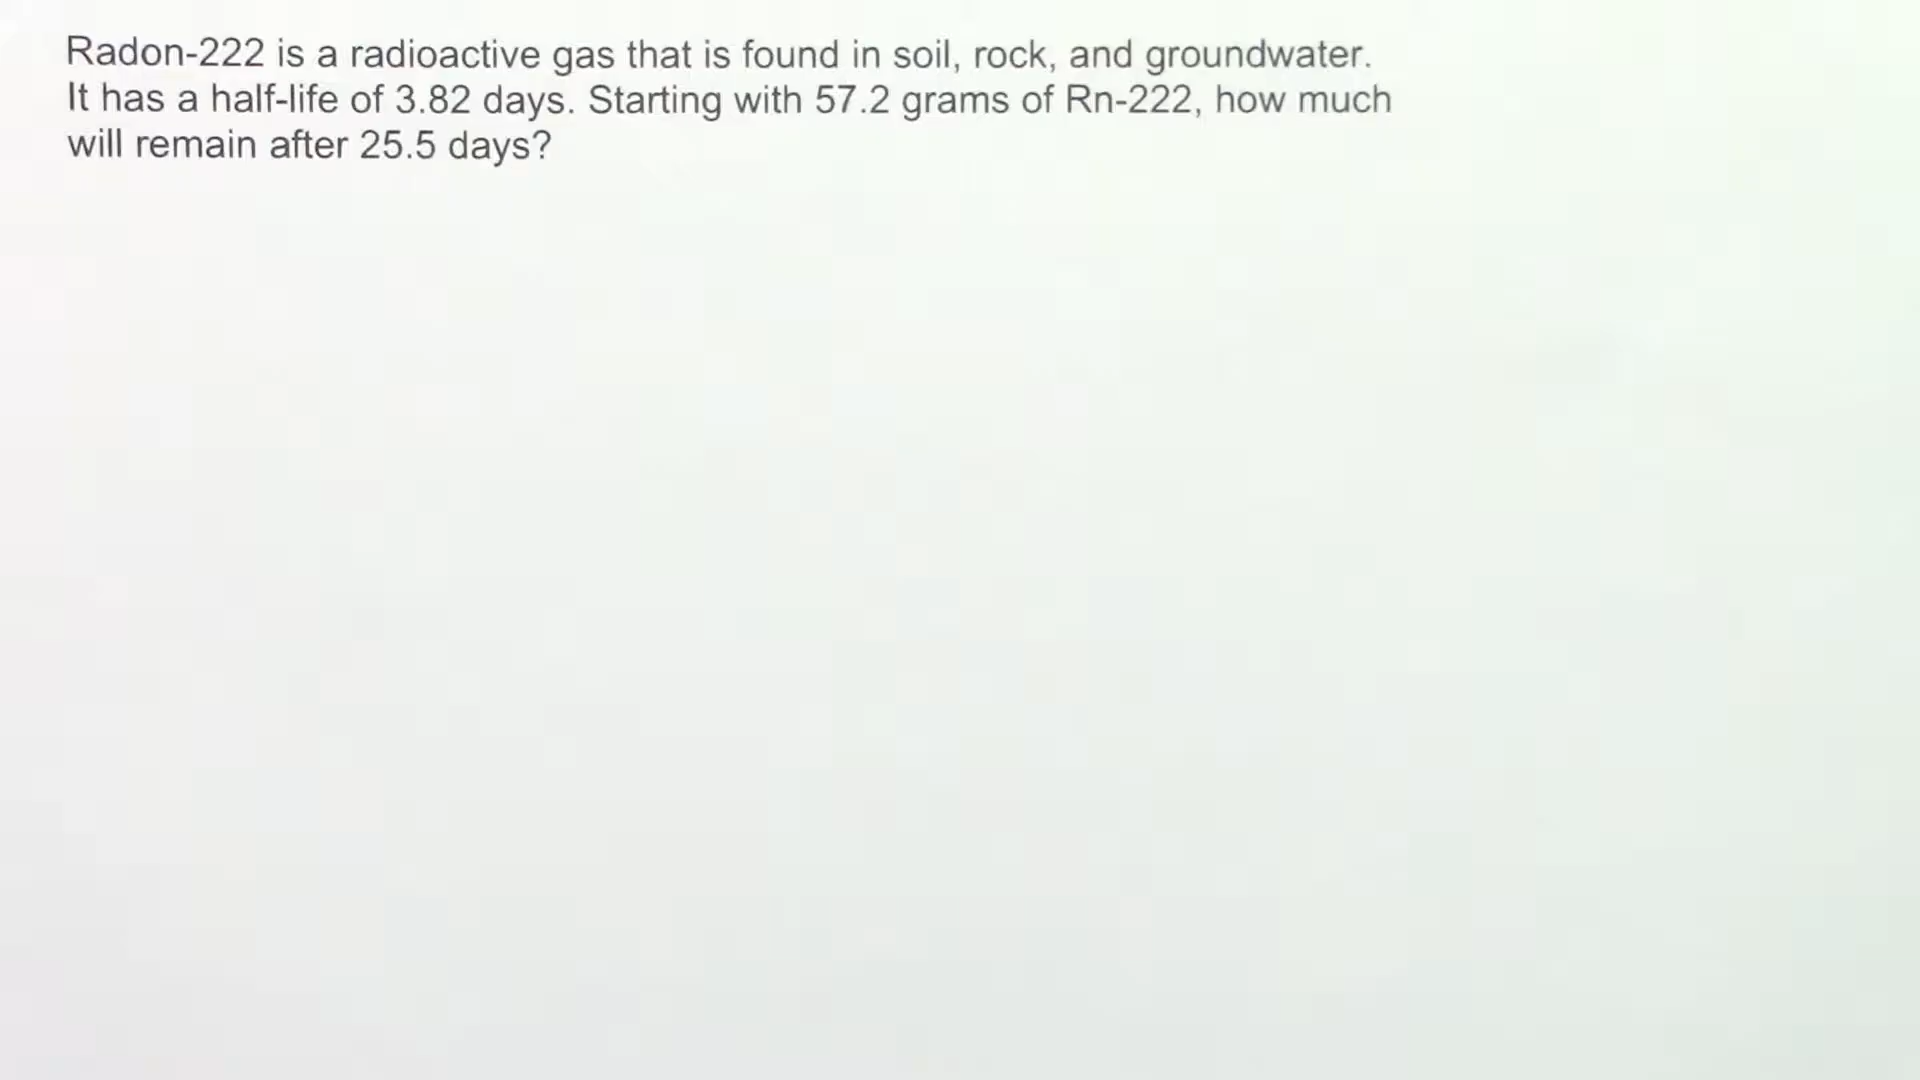 Radon-222 is a radioactive gas that is found in soil, rock, and groundwater.
It has a half-life of 3.82 days. Starting with 57.2 grams of Rn-222, how much
will remain after 25.5 days?